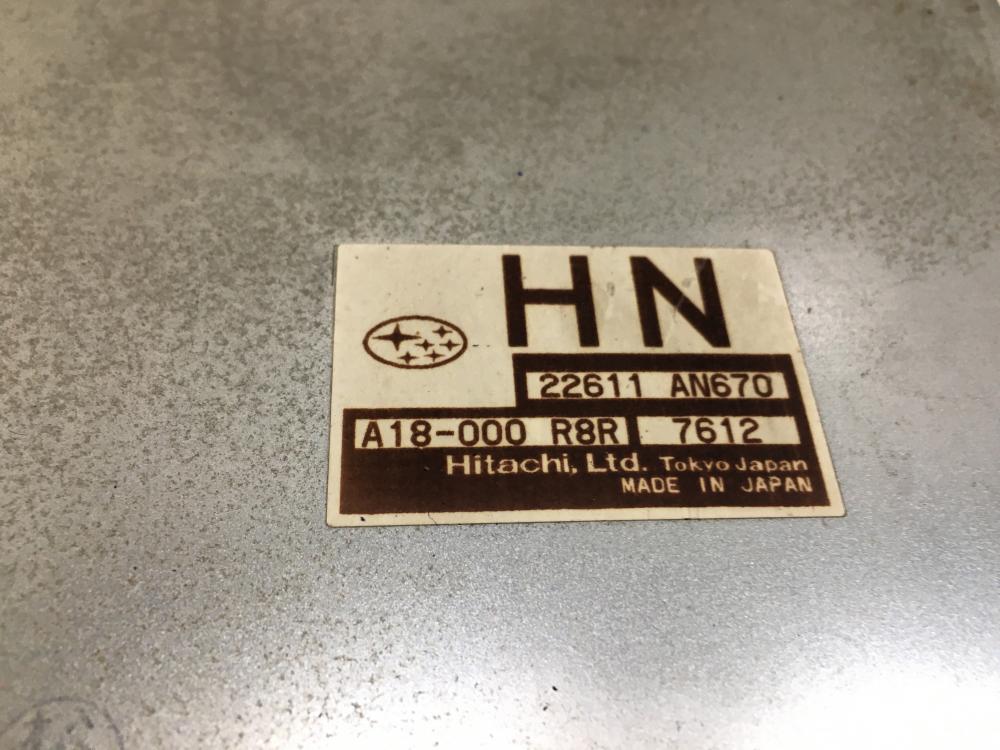 HN
22611 AN670
A18-000 R8R 7612
Hitachi, Ltd. Tokyo Japan
MADE IN JAPAN